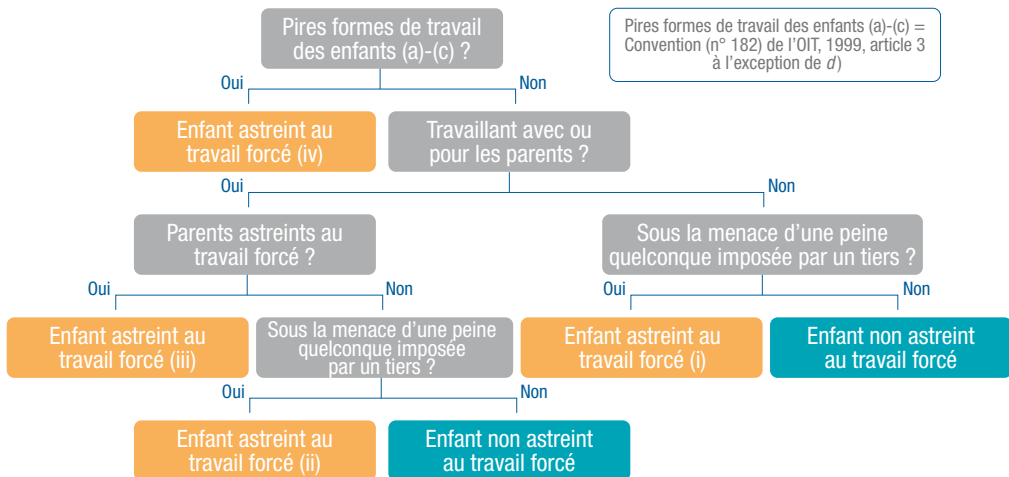 Pires formes de travail
des enfants (a)-(c) ?
Pires formes de travail des enfants (a)-(c) =
Convention (n° 182) de l’OIT, 1999, article 3
à l’exception de d)
Oui
Non
Enfant astreint au
travail forcé (iv)
Travaillant avec ou
pour les parents ?
Oui
Non
Parents astreints au
travail forcé ?
Sous la menace d’une peine
quelconque imposée par un tiers ?
Oui
Non
Oui
Non
Enfant astreint au
travail forcé (iii)
Sous la menace d’une peine
quelconque imposée
par un tiers ?
Enfant astreint au
travail forcé (i)
Enfant non astreint
au travail forcé
Oui
Non
Enfant astreint au
travail forcé (ii)
Enfant non astreint
au travail forcé